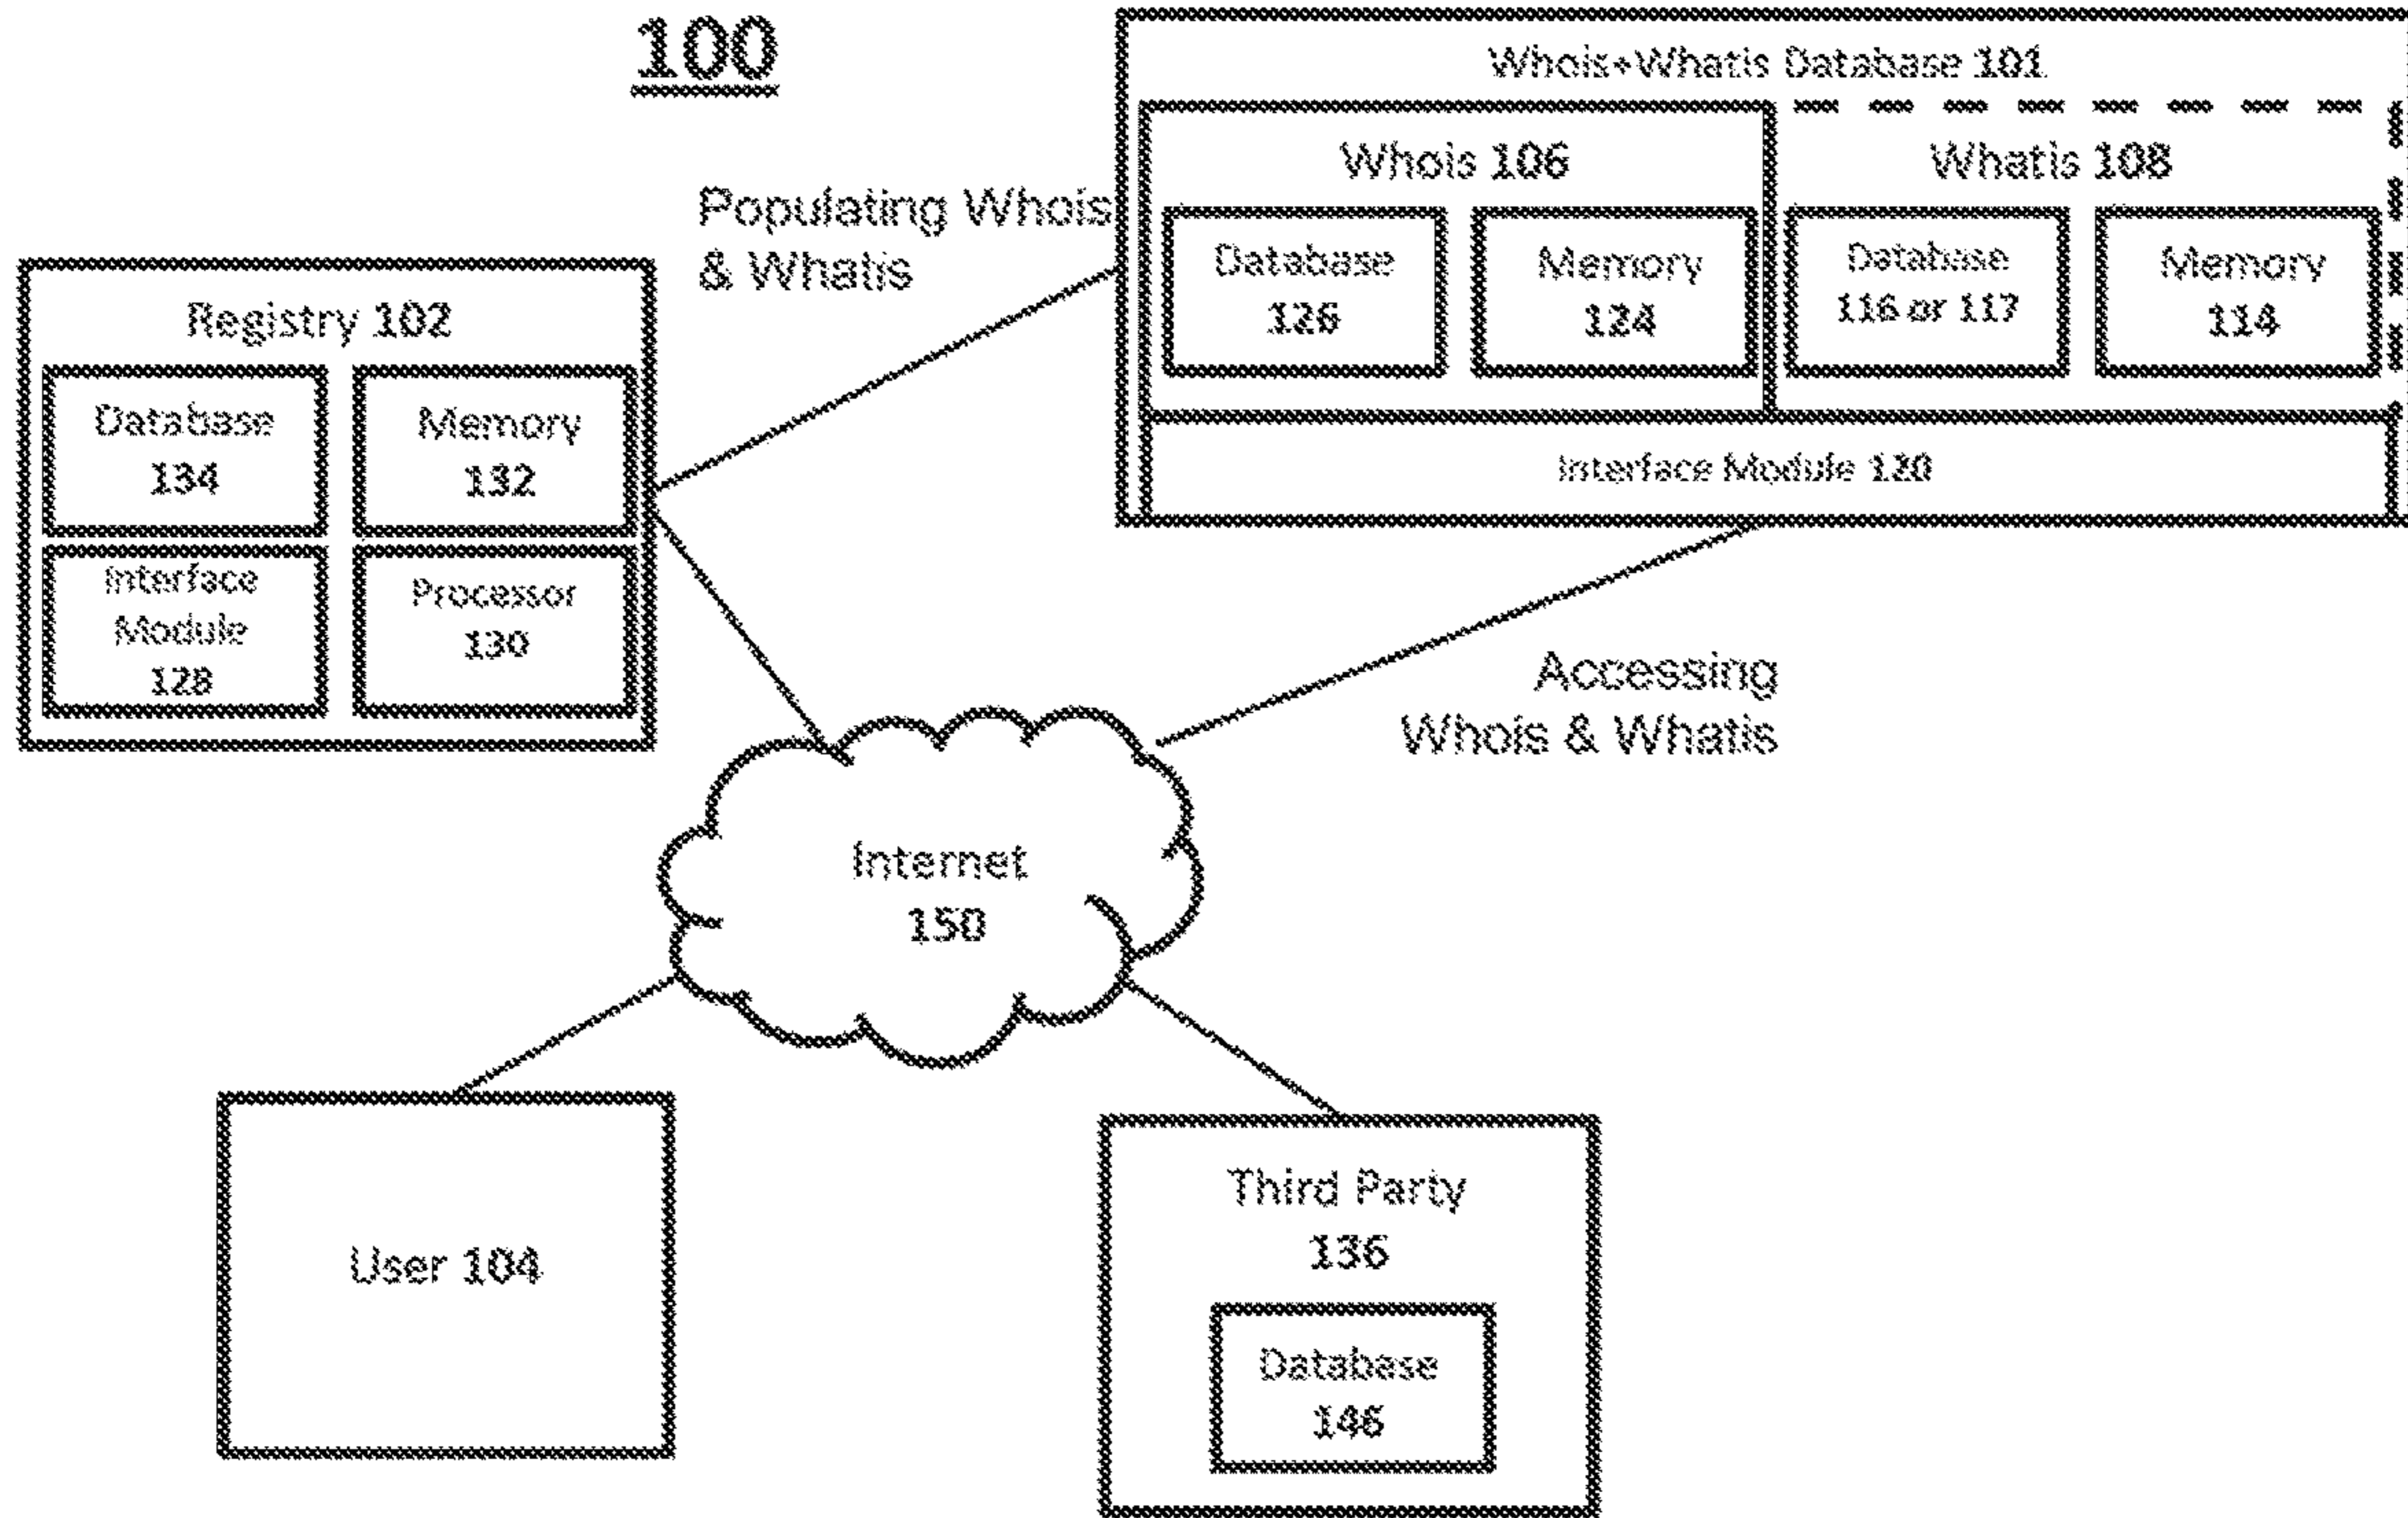 100
Whois+Whatis Database 101
Whois 106
Whatis 108
Database
126
Memory
124
Database
116 or 117
Memory
114
Interface Module 120
Populating Whois
& Whatis
Registry 102
Database
134
Memory
132
Interface
Module
128
Processor
130
Accessing
Whois & Whatis
Internet
150
User 104
Third Party
136
Database
146